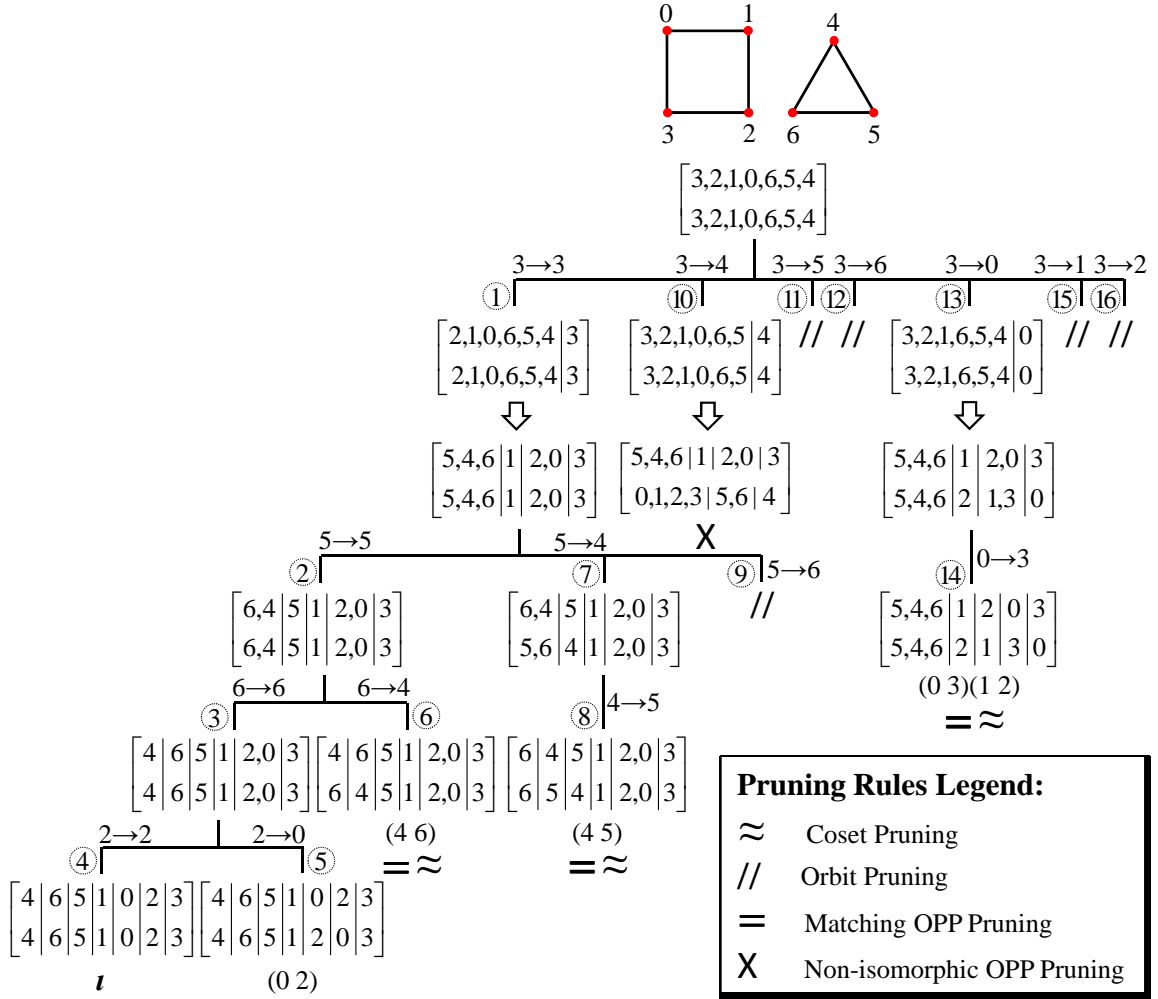 0 1 4
3 2 6 5
3,2,1,0,6,5,4
3,2,1,0,6,5,4
3→3 3→4 3→5 3→6 3→0 3→1 3→2
① ⑩ ⑪ ⑫ ⑬ ⑮ ⑯
[2,1,0,6,5,4|3] [3,2,1,0,6,5|4] // // [3,2,1,6,5,4|0] // //
[2,1,0,6,5,4|3] [3,2,1,0,6,5|4] [3,2,1,6,5,4|0]
[5,4,6|1|2,0|3] [5,4,6|1|2,0|3] [5,4,6|1|2,0|3]
[5,4,6|1|2,0|3] [0,1,2,3|5,6|4] [5,4,6|2|1,3|0]
X
5→5 5→4 0→3
② ⑦ ⑨ 5→6 ⑭
[6,4|5|1|2,0|3] [6,4|5|1|2,0|3] // [5,4,6|1|2|0|3]
[6,4|5|1|2,0|3] [5,6|4|1|2,0|3] [5,4,6|2|1|3|0]
(0 3)(1 2)
= ≈
6→6 6→4 4→5
③ ⑥ ⑧
[4|6|5|1|2,0|3] [4|6|5|1|2,0|3] [6|4|5|1|2,0|3]
[4|6|5|1|2,0|3] [6|4|5|1|2,0|3] [6|5|4|1|2,0|3]
(4 6) (4 5)
= ≈ = ≈
2→2 2→0
④ ⑤
[4|6|5|1|0|2|3] [4|6|5|1|0|2|3]
[4|6|5|1|0|2|3] [4|6|5|1|2|0|3]
ι (0 2)
Pruning Rules Legend:
≈ Coset Pruning
// Orbit Pruning
= Matching OPP Pruning
X Non-isomorphic OPP Pruning